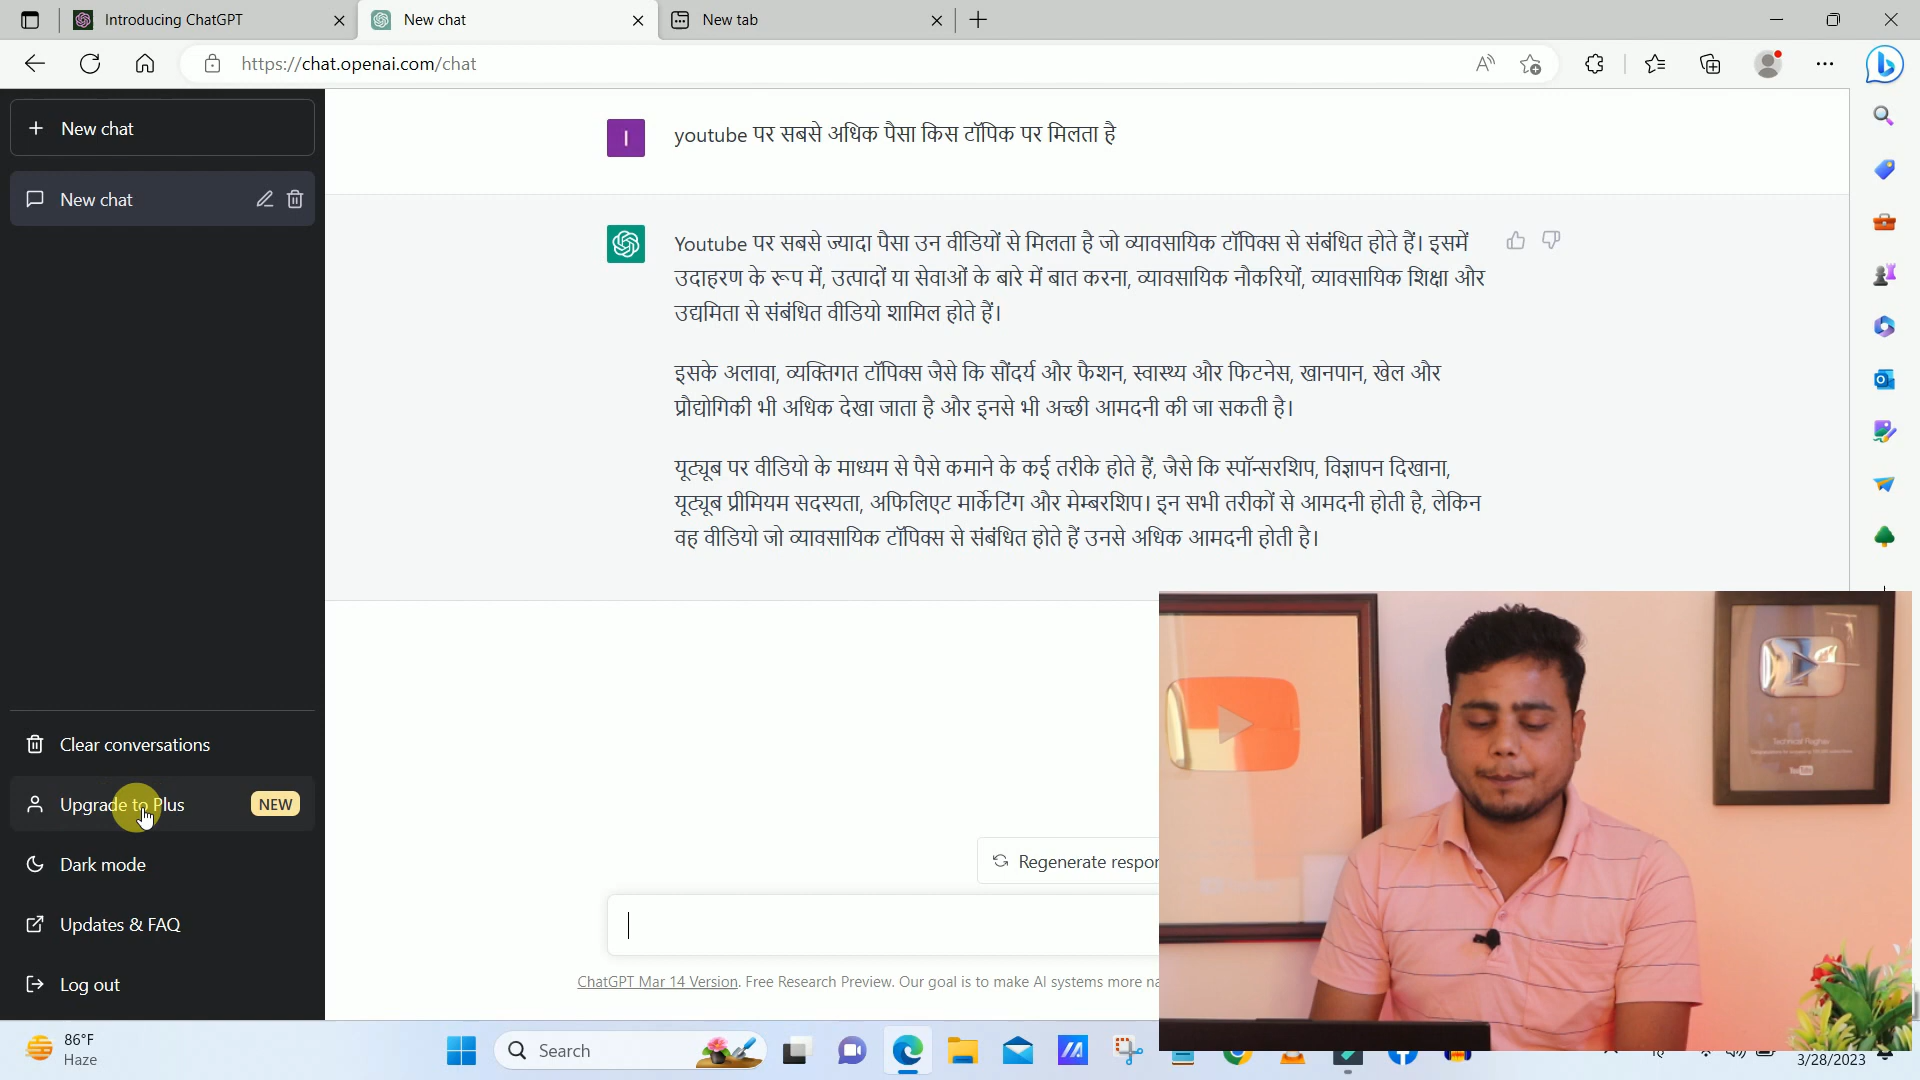 Introducing ChatGPT
New chat
New tab
https://chat.openai.com/chat
New chat
New chat
I
youtube पर सबसे अधिक पैसा किस टॉपिक पर मिलता है
Youtube पर सबसे ज्यादा पैसा उन वीडियों से मिलता है जो व्यावसायिक टॉपिक्स से संबंधित होते हैं। इसमें
उदाहरण के रूप में, उत्पादों या सेवाओं के बारे में बात करना, व्यावसायिक नौकरियों, व्यावसायिक शिक्षा और
उद्यमिता से संबंधित वीडियो शामिल होते हैं।
इसके अलावा, व्यक्तिगत टॉपिक्स जैसे कि सौंदर्य और फैशन, स्वास्थ्य और फिटनेस, खानपान, खेल और
प्रौद्योगिकी भी अधिक देखा जाता है और इनसे भी अच्छी आमदनी की जा सकती है।
यूट्यूब पर वीडियो के माध्यम से पैसे कमाने के कई तरीके होते हैं, जैसे कि स्पॉन्सरशिप, विज्ञापन दिखाना,
यूट्यूब प्रीमियम सदस्यता, अफिलिएट मार्केटिंग और मेम्बरशिप। इन सभी तरीकों से आमदनी होती है, लेकिन
वह वीडियो जो व्यावसायिक टॉपिक्स से संबंधित होते हैं उनसे अधिक आमदनी होती है।
Clear conversations
Upgrade to Plus
NEW
Dark mode
Updates & FAQ
Log out
Regenerate respor
ChatGPT Mar 14 Version. Free Research Preview. Our goal is to make AI systems more na
YouTube
86°F
Haze
Search
3/28/2023